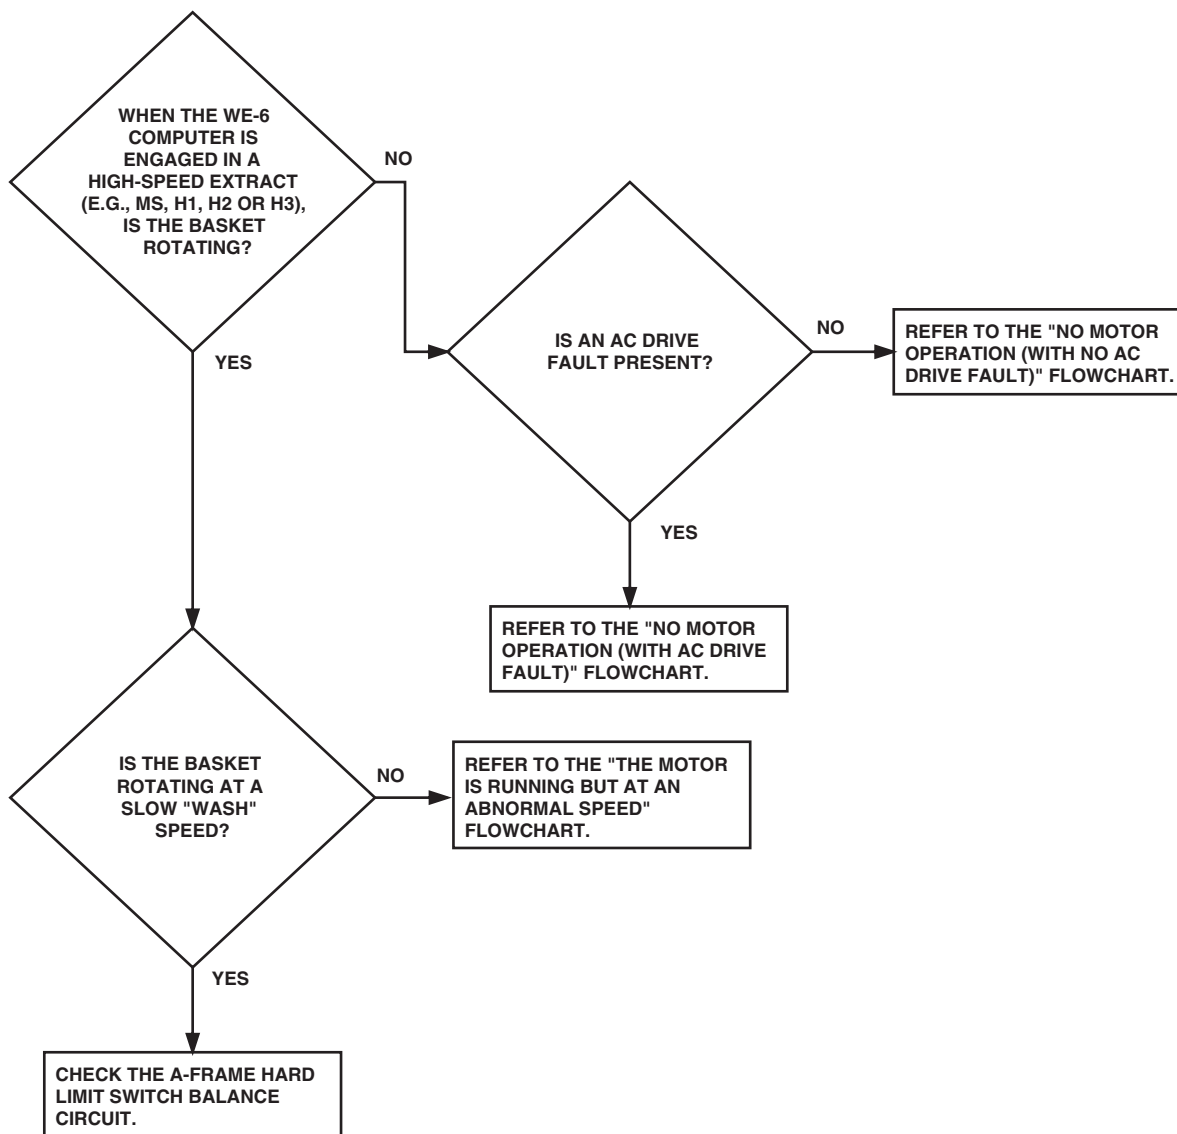 WHEN THE WE-6
COMPUTER IS
ENGAGED IN A
HIGH-SPEED EXTRACT
(E.G., MS, H1, H2 OR H3),
IS THE BASKET
ROTATING?
NO
YES
IS AN AC DRIVE
FAULT PRESENT?
NO
REFER TO THE "NO MOTOR
OPERATION (WITH NO AC
DRIVE FAULT)" FLOWCHART.
YES
REFER TO THE "NO MOTOR
OPERATION (WITH AC DRIVE
FAULT)" FLOWCHART.
IS THE BASKET
ROTATING AT A
SLOW "WASH"
SPEED?
NO
REFER TO THE "THE MOTOR
IS RUNNING BUT AT AN
ABNORMAL SPEED"
FLOWCHART.
YES
CHECK THE A-FRAME HARD
LIMIT SWITCH BALANCE
CIRCUIT.